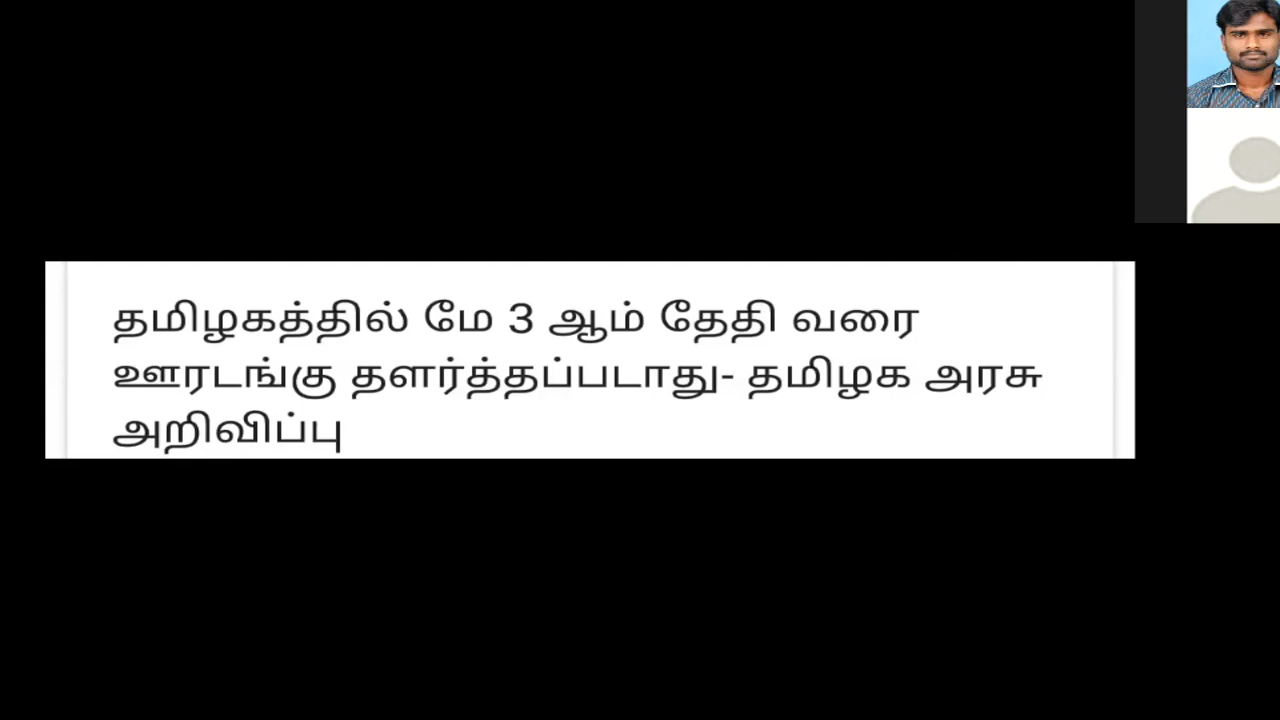 தமிழகத்தில் மே 3 ஆம் தேதி வரை
ஊரடங்கு தளர்த்தப்படாது- தமிழக அரசு
அறிவிப்பு